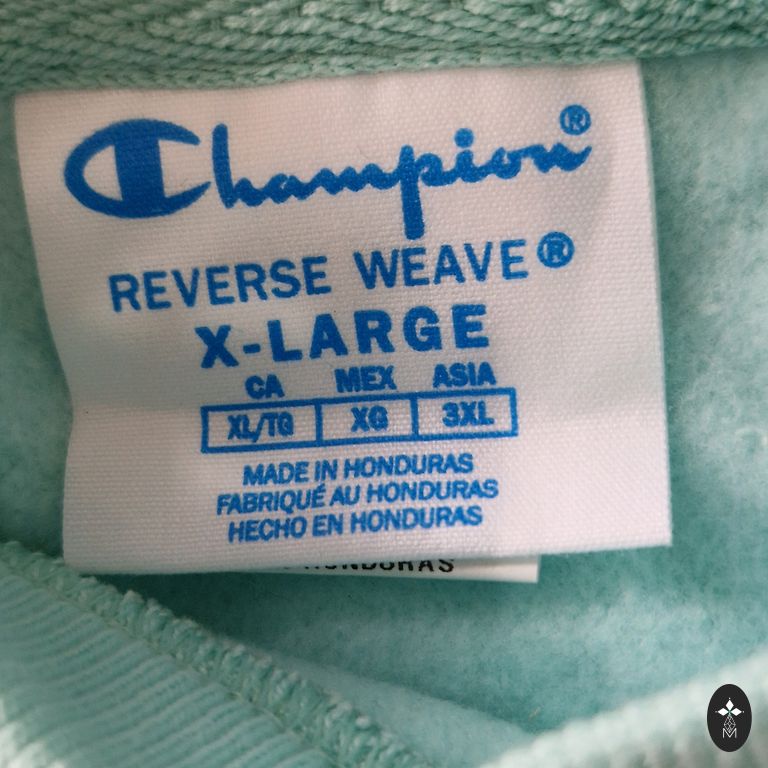 Champion®
REVERSE WEAVE®
X-LARGE
CA MEX ASIA
XL/TG XG 3XL
MADE IN HONDURAS
FABRIQUÉ AU HONDURAS
HECHO EN HONDURAS
HONDURAS
M